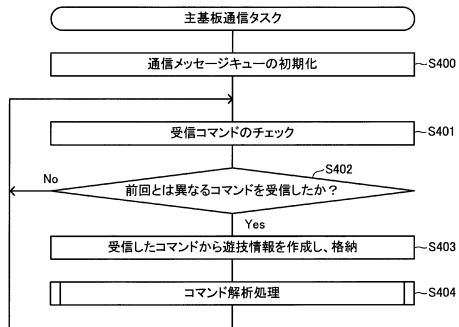 主基板通信タスク
通信メッセージキューの初期化
S400
受信コマンドのチェック
S401
S402
No
前回とは異なるコマンドを受信したか？
Yes
受信したコマンドから遊技情報を作成し、格納
S403
コマンド解析処理
S404